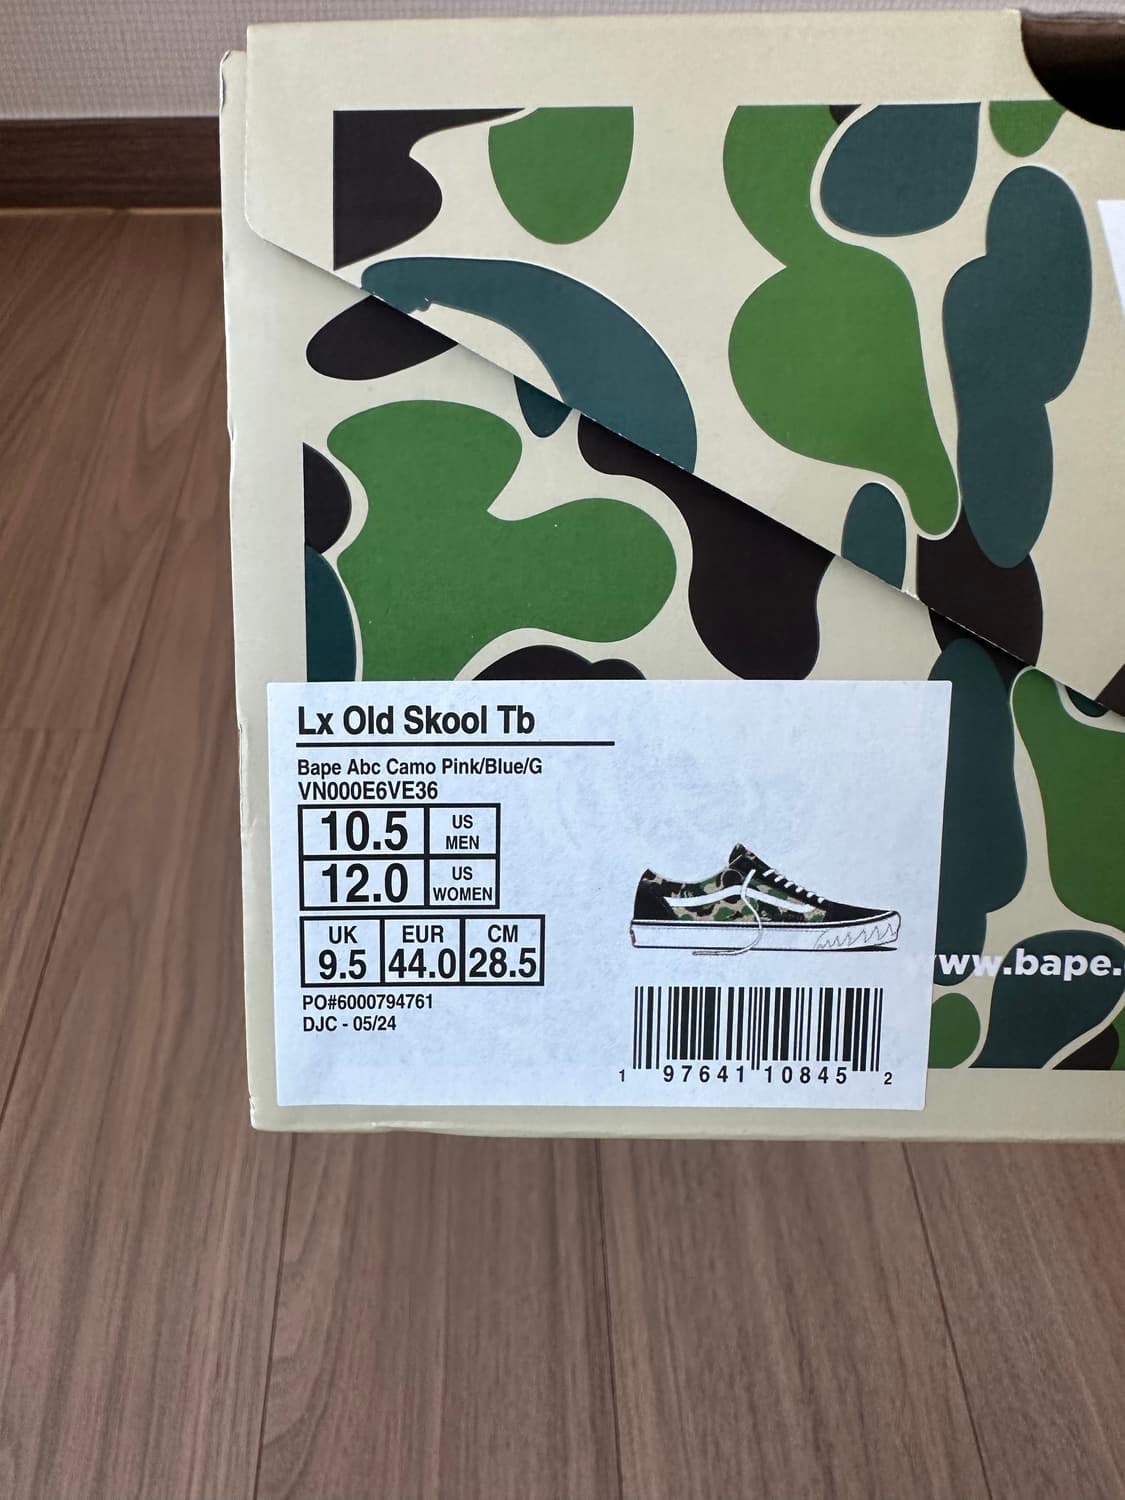 Lx Old Skool Tb
Bape Abc Camo Pink/Blue/G
VN000E6VE36
10.5 US MEN
12.0 US WOMEN
UK EUR CM
9.5 44.0 28.5
PO#6000794761
DJC - 05/24
1 97641 10845 2
ww.bape.